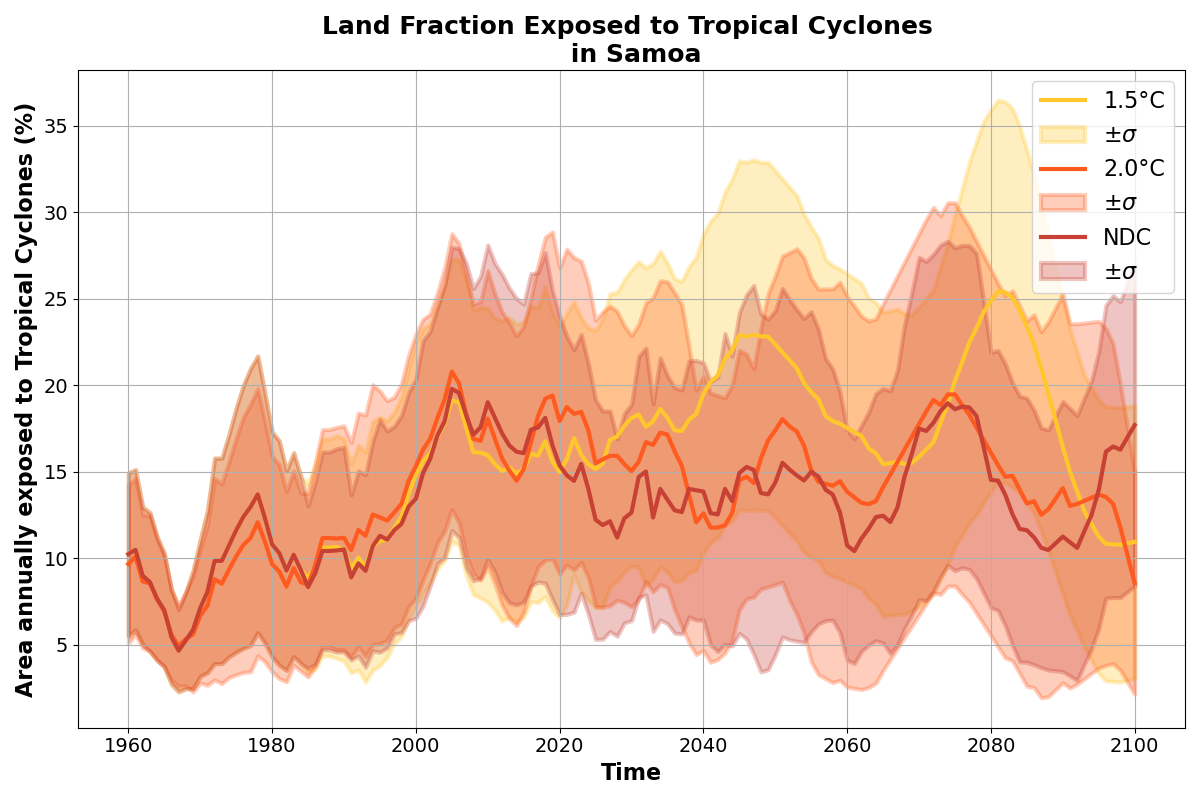 Land Fraction Exposed to Tropical Cyclones
in Samoa
Area annually exposed to Tropical Cyclones (%)
35
30
25
20
15
10
5
1.5°C
±σ
2.0°C
±σ
NDC
±σ
1960 1980 2000 2020 2040 2060 2080 2100
Time